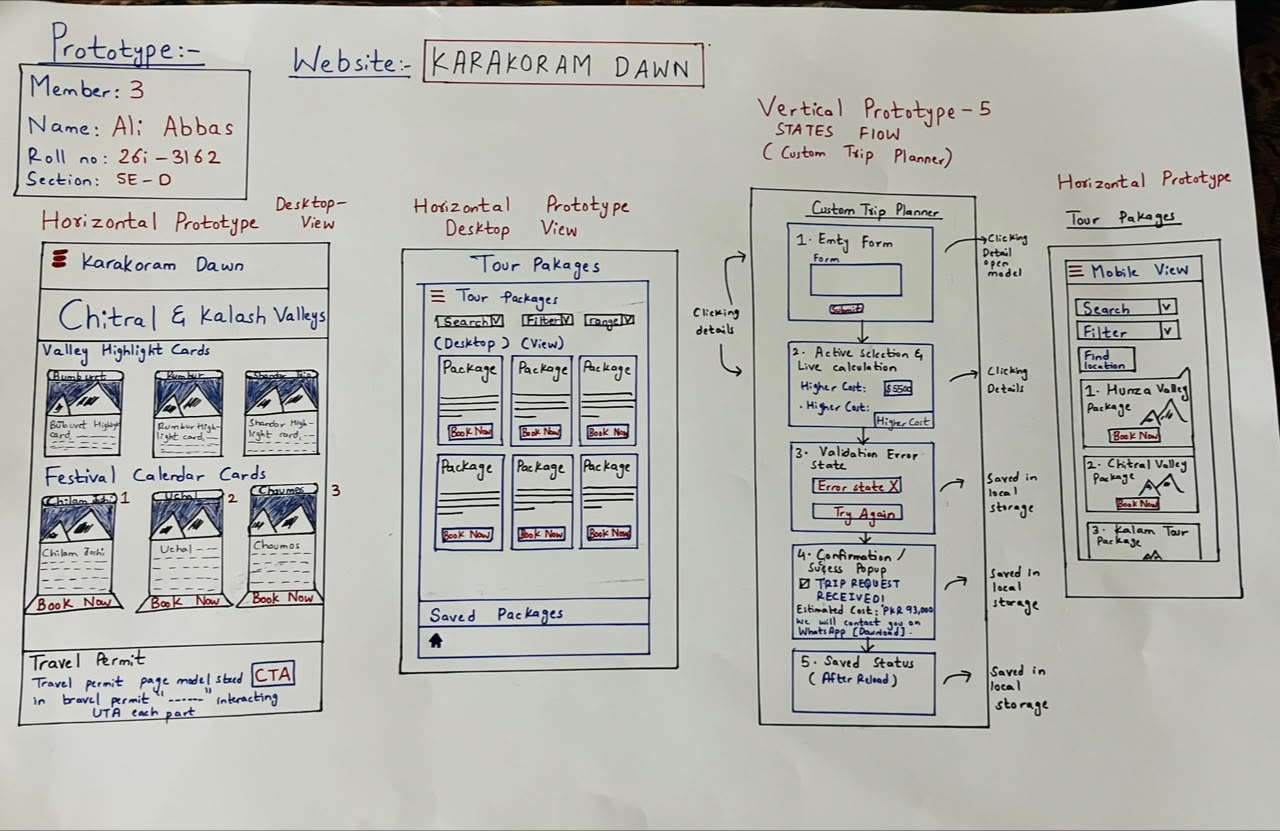 Prototype:-
Website:- KARAKORAM DAWN
Member: 3
Name: Ali Abbas
Roll no: 26i-3162
Section: SE-D
Horizontal Prototype
Desktop-
View
Karakoram Dawn
Chitral & Kalash Valleys
Valley Highlight Cards
Bumburet
Rumbur
Shandor
Highlight
card,
Rumbur High-
light card,
Shandor High-
light card,
Festival Calendar Cards
Chilam Joshi 1
Uchal 2
Chaumos 3
Chilam Joshi
Uchal
Chaumos
Book Now
Book Now
Book Now
Travel Permit
Travel permit page model CTA
in travel permit "------" interacting
UTA each part
Horizontal Prototype
Desktop View
Tour Pakages
Tour Packages
Search V
Filter V
range V
(Desktop) (View)
Package
Package
Package
Book Now
Book Now
Book Now
Package
Package
Package
Book Now
Book Now
Book Now
Saved Packages
Vertical Prototype-5
STATES FlOW
(Custom Trip Planner)
Clicking
details
Custom Trip Planner
1. Emty Form
Form
Submit
Clicking
Detail
open
model
2. Active selection &
Live calculation
Higher Cost: $5500
· Higher Cost:
Higher Cost
Clicking
Details
3. Validation Error
State
Error state X
Try Again
Saved in
local
storage
4. Confirmation /
Sucess Popup
TRIP REQUEST
RECEIVED!
Estimated Cost: PKR 93,000
We will contact you on
WhatsApp [Download].
Saved in
local
storage
5. Saved Status
(After Reload)
Saved in
local
storage
Horizontal Prototype
Tour Pakages
Mobile View
Search V
Filter V
Find
location
1. Hunza Valley
Package
Book Now
2. Chitral Valley
Package
Book Now
3. Kalam Tour
Package